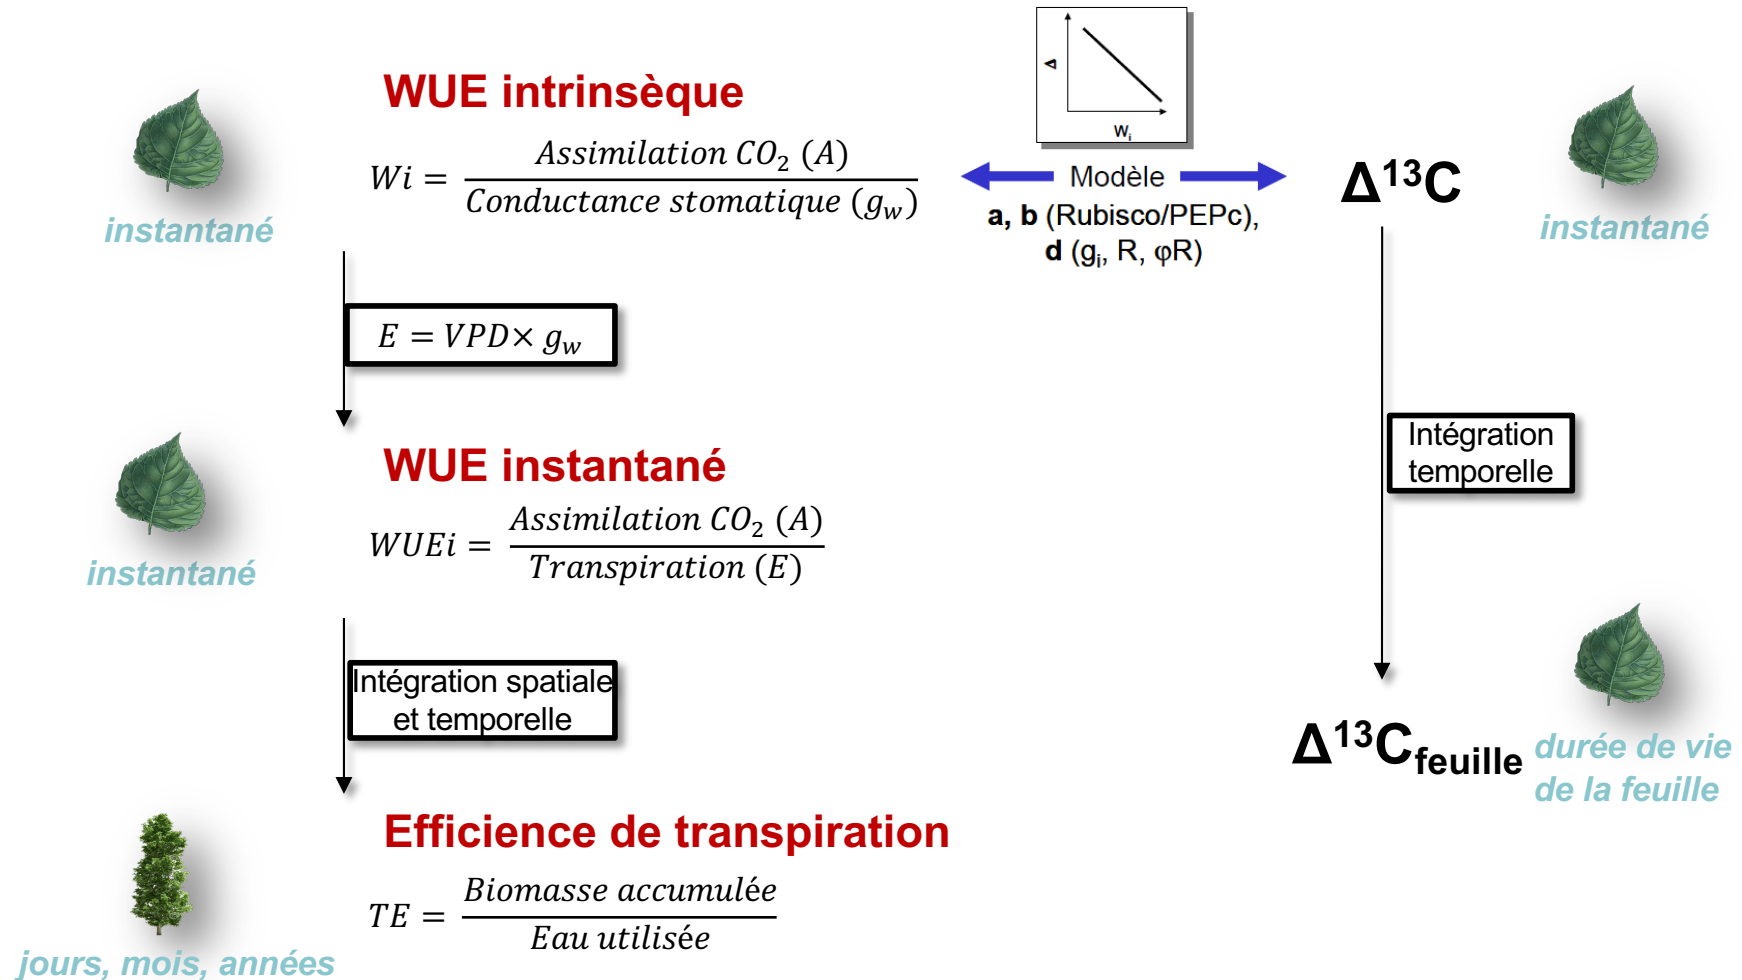 WUE intrinsèque
Wi = Assimilation CO₂ (A)
Conductance stomatique (g_w)
instantané
Δ
W_i
Modèle
a, b (Rubisco/PEPc),
d (g_i, R, φR)
Δ¹³C
instantané
E = VPD× g_w
WUE instantané
WUEi = Assimilation CO₂ (A)
Transpiration (E)
instantané
Intégration
temporelle
Intégration spatiale
et temporelle
Δ¹³C_feuille
durée de vie
de la feuille
Efficience de transpiration
TE = Biomasse accumulée
Eau utilisée
jours, mois, années